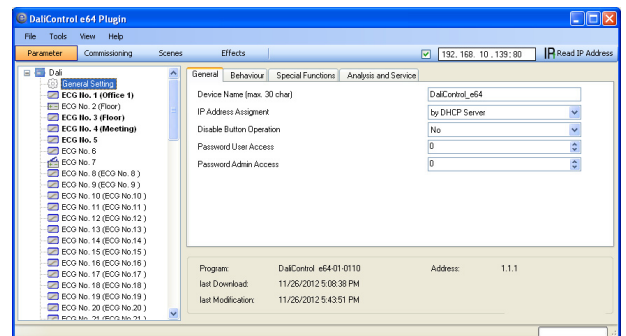 DaliControl e64 Plugin
File Tools View Help
Parameter Commissioning Scenes Effects 192. 168. 10 .139: 80 Read IP Address
Dali
General Setting
ECG No. 1 (Office 1)
ECG No. 2 (Floor)
ECG No. 3 (Floor)
ECG No. 4 (Meeting)
ECG No. 5
ECG No. 6
ECG No. 7
ECG No. 8 (ECG No. 8 )
ECG No. 9 (ECG No. 9 )
ECG No. 10 (ECG No.10 )
ECG No. 11 (ECG No.11 )
ECG No. 12 (ECG No.12 )
ECG No. 13 (ECG No.13 )
ECG No. 14 (ECG No.14 )
ECG No. 15 (ECG No.15 )
ECG No. 16 (ECG No.16 )
ECG No. 17 (ECG No.17 )
ECG No. 18 (ECG No.18 )
ECG No. 19 (ECG No.19 )
ECG No. 20 (ECG No.20 )
ECG No. 21 (ECG No.21 )
General Behaviour Special Functions Analysis and Service
Device Name (max. 30 char) DaliControl_e64
IP Address Assigment by DHCP Server
Disable Button Operation No
Password User Access 0
Password Admin Access 0
Program: DaliControl e64-01-0110 Address: 1.1.1
last Download: 11/26/2012 5:08:38 PM
last Modification: 11/26/2012 5:43:51 PM